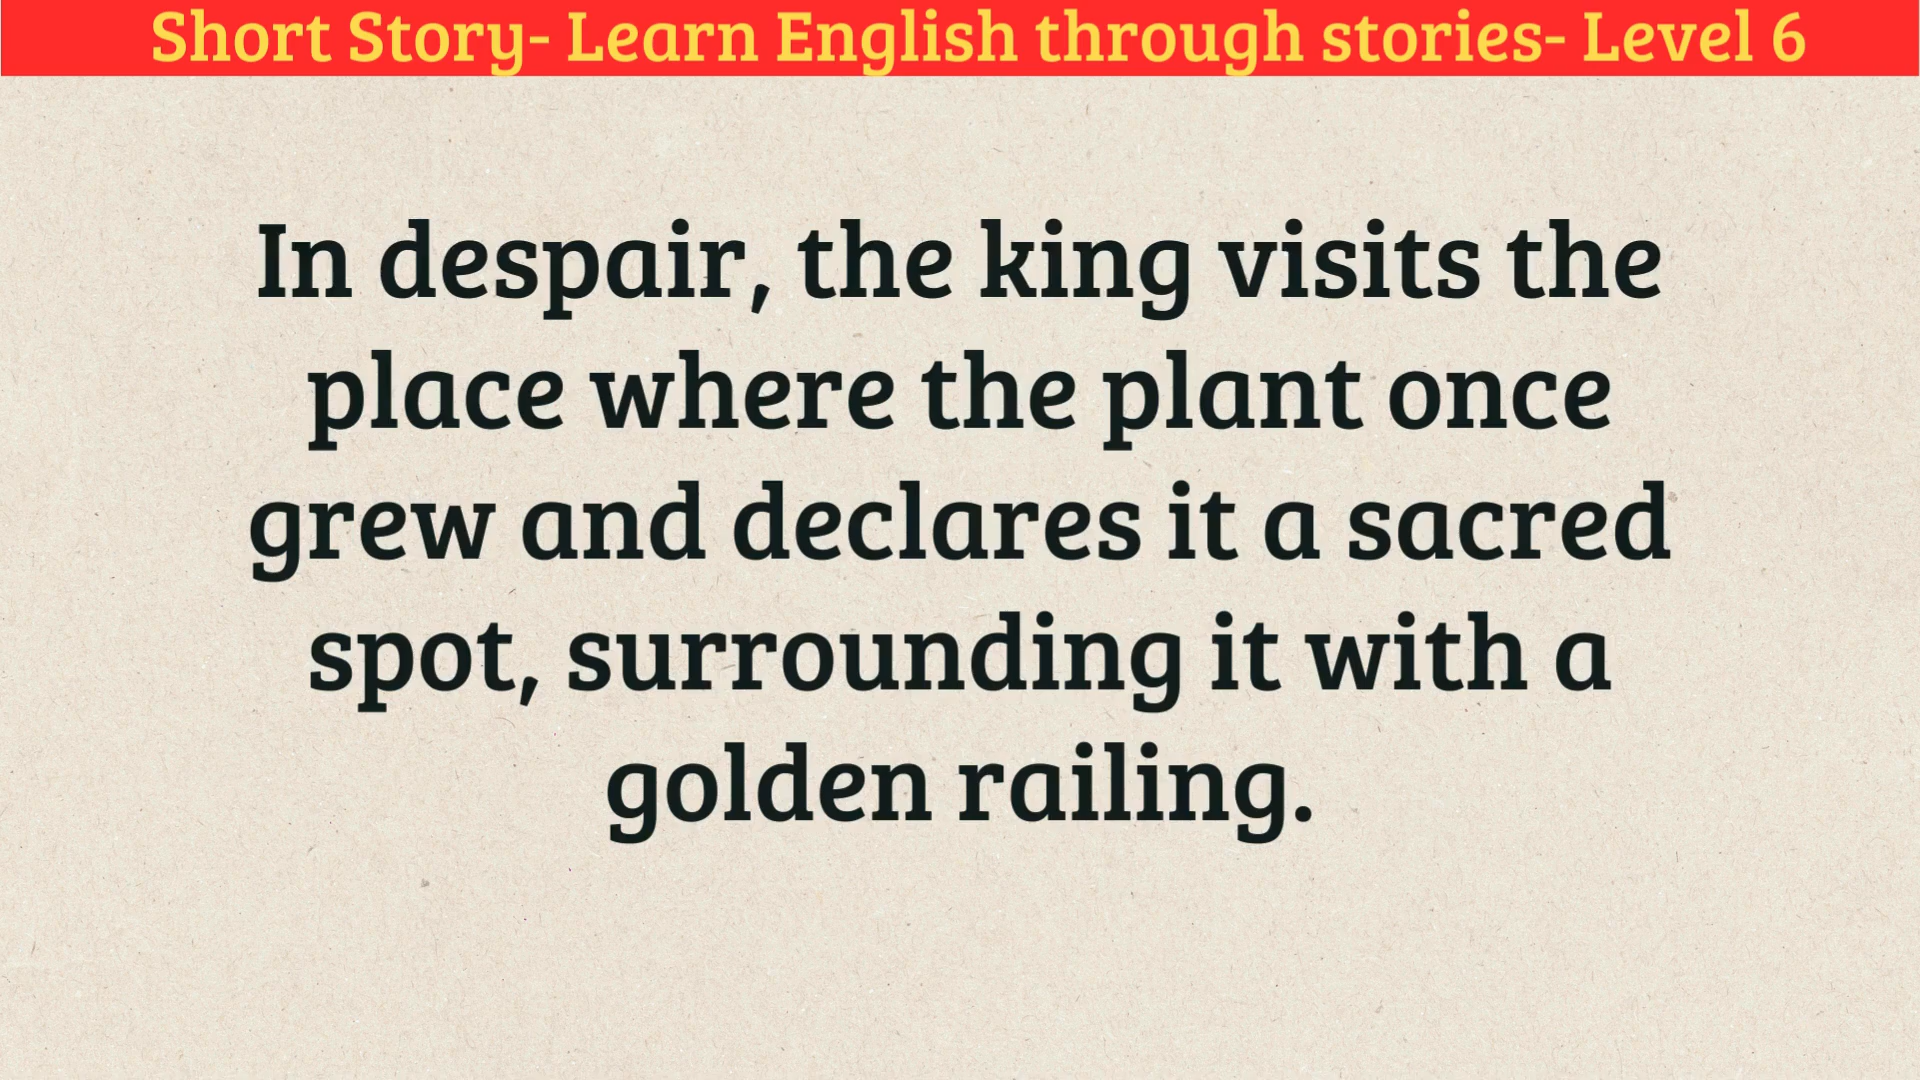 Short Story- Learn English through stories- Level 6
In despair, the king visits the
place where the plant once
grew and declares it a sacred
spot, surrounding it with a
golden railing.